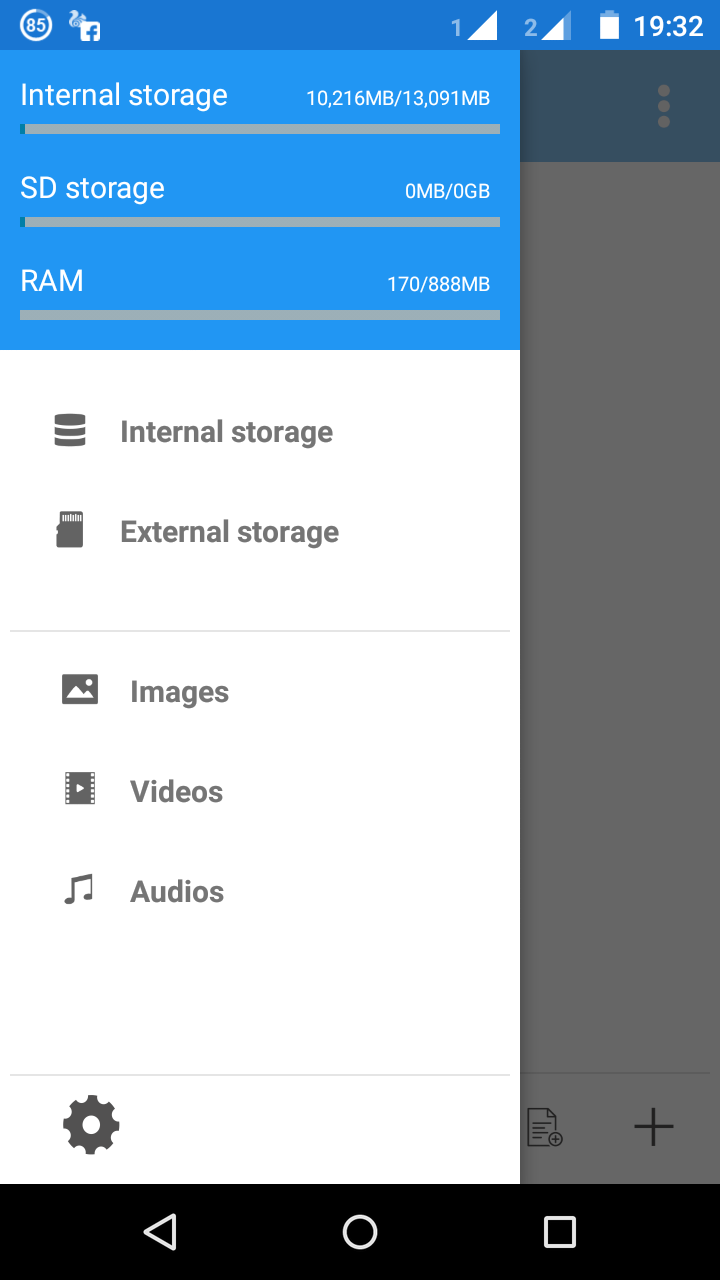 85
1
2
19:32
Internal storage 10,216MB/13,091MB
SD storage 0MB/0GB
RAM 170/888MB
Internal storage
External storage
Images
Videos
Audios